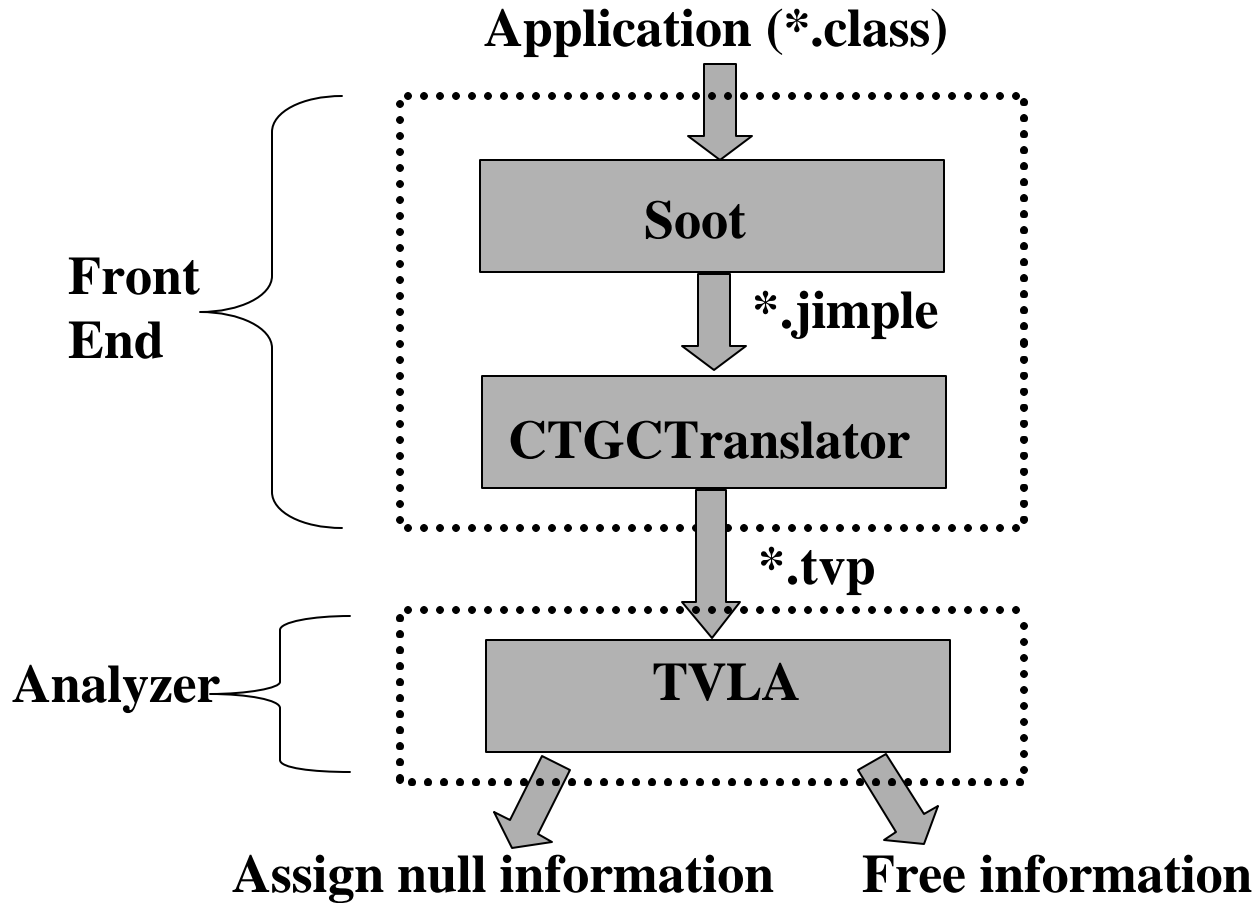 Application (*.class)
Soot
Front
End
*.jimple
CTGCTranslator
*.tvp
Analyzer
TVLA
Assign null information
Free information